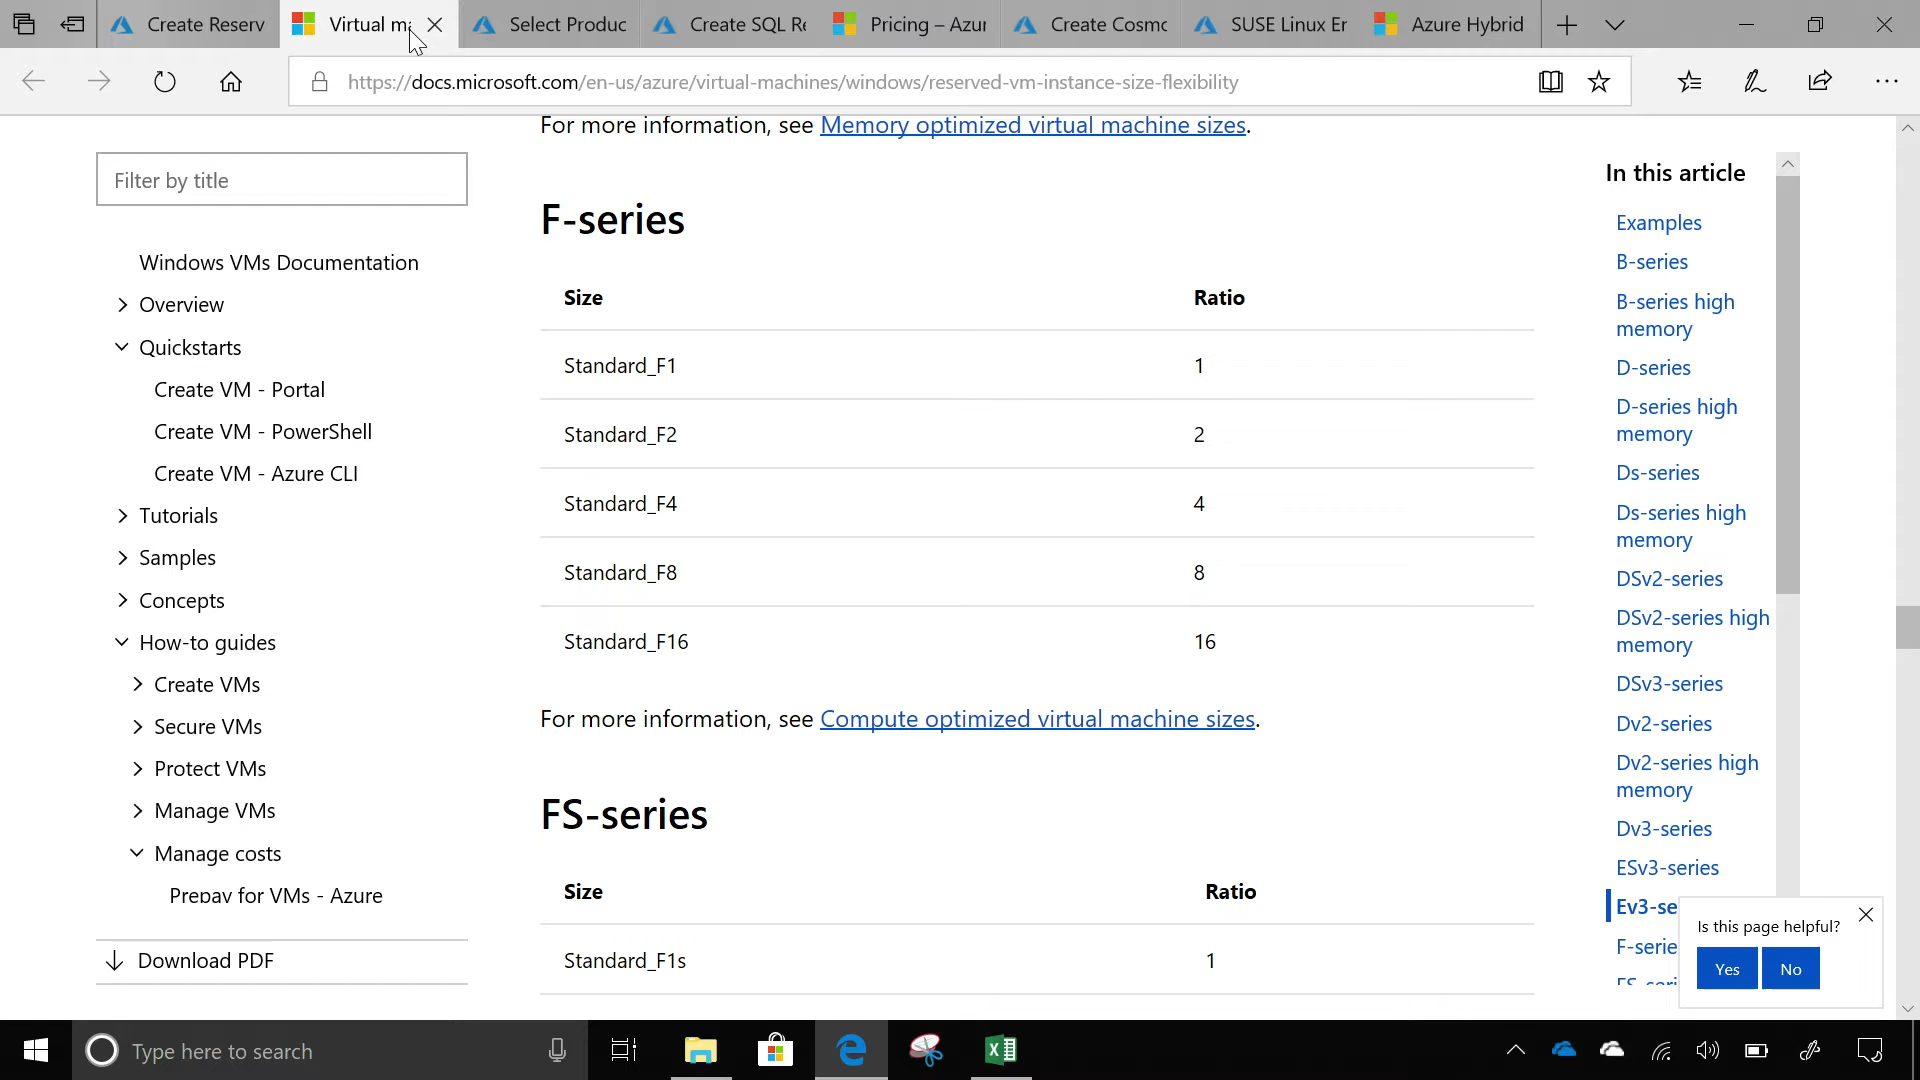 Create Reserv
Virtual ma
Select Produc
Create SQL Re
Pricing – Azur
Create Cosmo
SUSE Linux En
Azure Hybrid
https://docs.microsoft.com/en-us/azure/virtual-machines/windows/reserved-vm-instance-size-flexibility
For more information, see Memory optimized virtual machine sizes.
Filter by title
Windows VMs Documentation
Overview
Quickstarts
Create VM - Portal
Create VM - PowerShell
Create VM - Azure CLI
Tutorials
Samples
Concepts
How-to guides
Create VMs
Secure VMs
Protect VMs
Manage VMs
Manage costs
Prepay for VMs - Azure
Download PDF
F-series
Size Ratio
Standard_F1 1
Standard_F2 2
Standard_F4 4
Standard_F8 8
Standard_F16 16
For more information, see Compute optimized virtual machine sizes.
FS-series
Size Ratio
Standard_F1s 1
In this article
Examples
B-series
B-series high
memory
D-series
D-series high
memory
Ds-series
Ds-series high
memory
DSv2-series
DSv2-series high
memory
DSv3-series
Dv2-series
Dv2-series high
memory
Dv3-series
ESv3-series
Ev3-se
F-serie
FS-seri
Is this page helpful?
Yes No
Type here to search